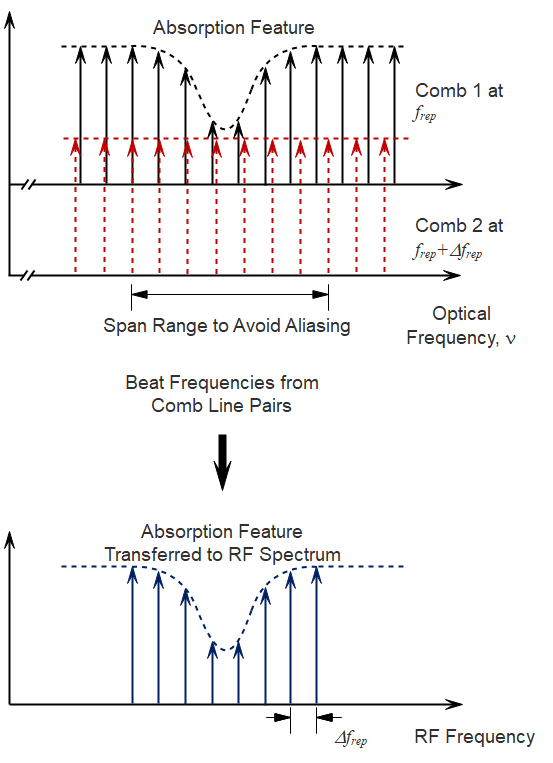 Absorption Feature
Comb 1 at
frep
Comb 2 at
frep+Δfrep
Span Range to Avoid Aliasing
Optical
Frequency, ν
Beat Frequencies from
Comb Line Pairs
Absorption Feature
Transferred to RF Spectrum
Δfrep
RF Frequency